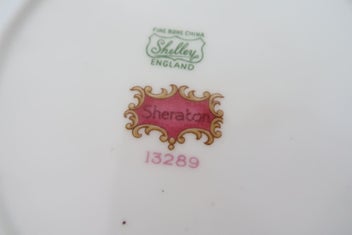 FINE BONE CHINA
Shelley
ENGLAND
Sheraton
13289